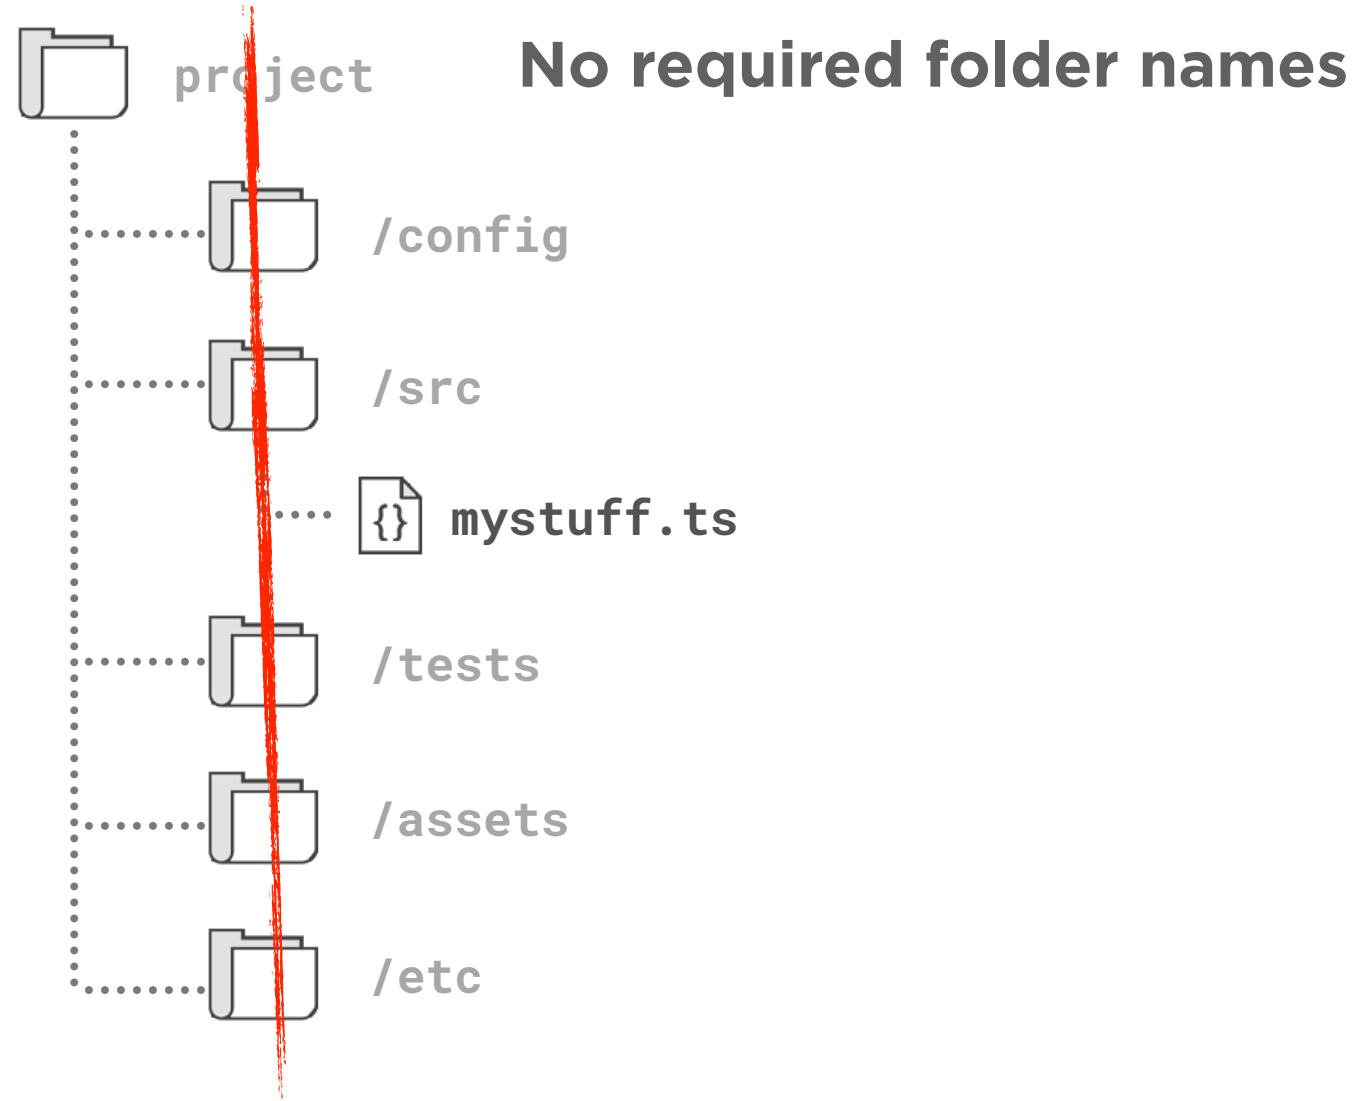 project
No required folder names
/config
/src
{} mystuff.ts
/tests
/assets
/etc